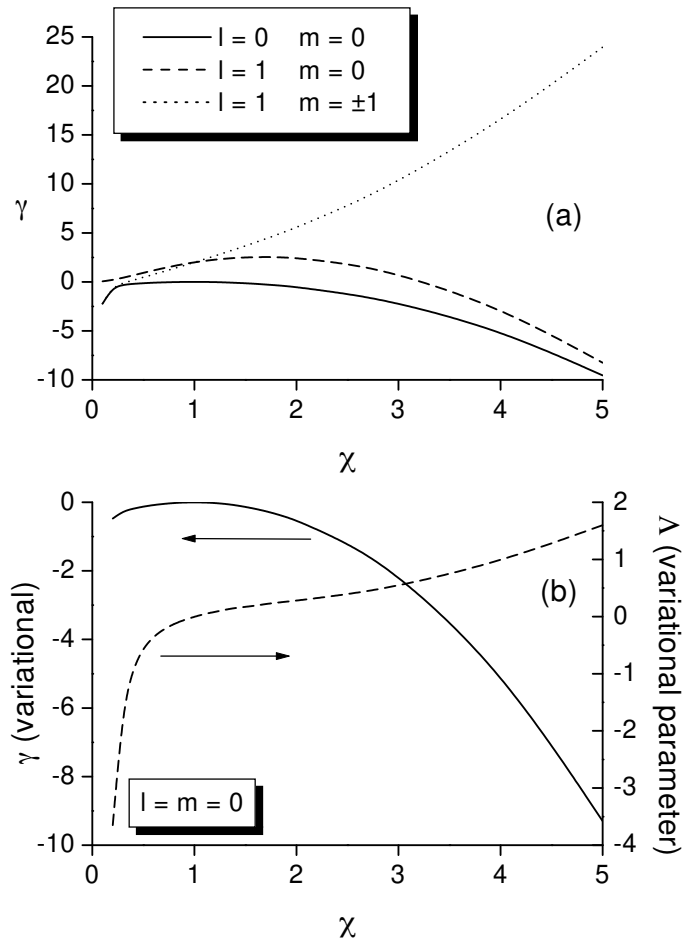 25
20
15
10
5
0
-5
-10
γ
l = 0 m = 0
l = 1 m = 0
l = 1 m = ±1
(a)
0 1 2 3 4 5
χ
0
-2
-4
-6
-8
-10
γ (variational)
2
1
0
-1
-2
-3
-4
Λ (variational parameter)
(b)
l = m = 0
0 1 2 3 4 5
χ